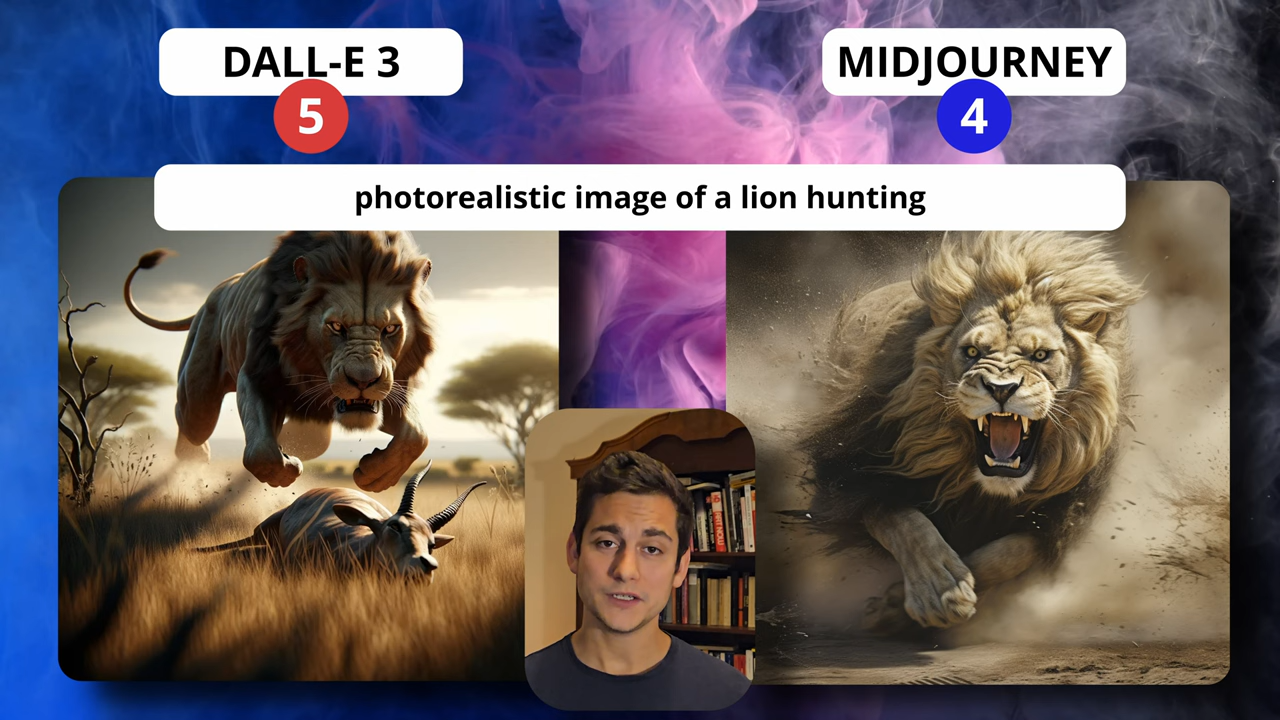 DALL-E 3
MIDJOURNEY
5
4
photorealistic image of a lion hunting